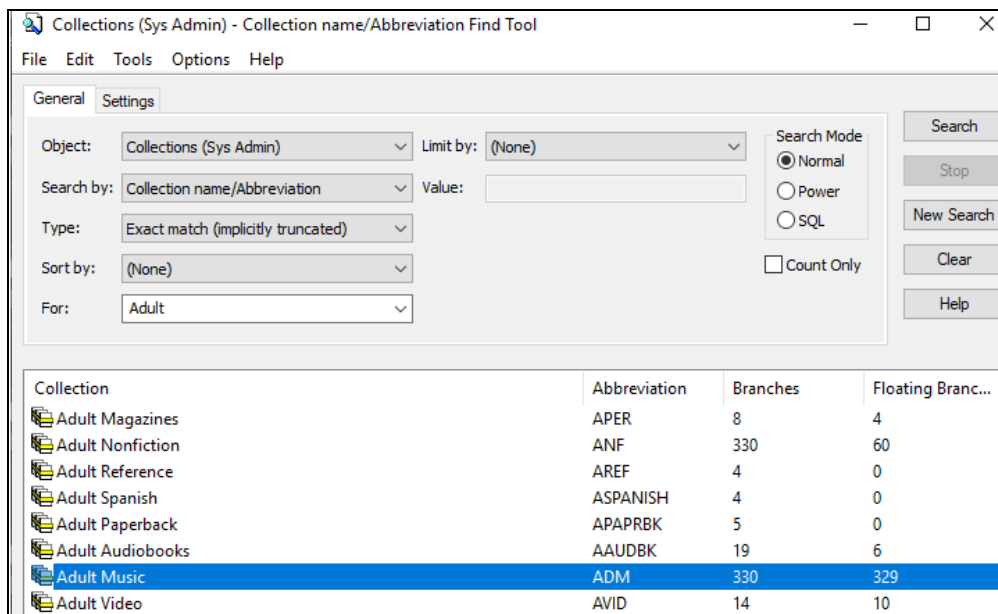 Collections (Sys Admin) - Collection name/Abbreviation Find Tool
File Edit Tools Options Help
General Settings
Object: Collections (Sys Admin) Limit by: (None)
Search by: Collection name/Abbreviation Value:
Type: Exact match (implicitly truncated)
Sort by: (None)
For: Adult
Search Mode
Normal
Power
SQL
Count Only
Search
Stop
New Search
Clear
Help
Collection Abbreviation Branches Floating Branc...
Adult Magazines APER 8 4
Adult Nonfiction ANF 330 60
Adult Reference AREF 4 0
Adult Spanish ASPANISH 4 0
Adult Paperback APAPRBK 5 0
Adult Audiobooks AAUDBK 19 6
Adult Music ADM 330 329
Adult Video AVID 14 10